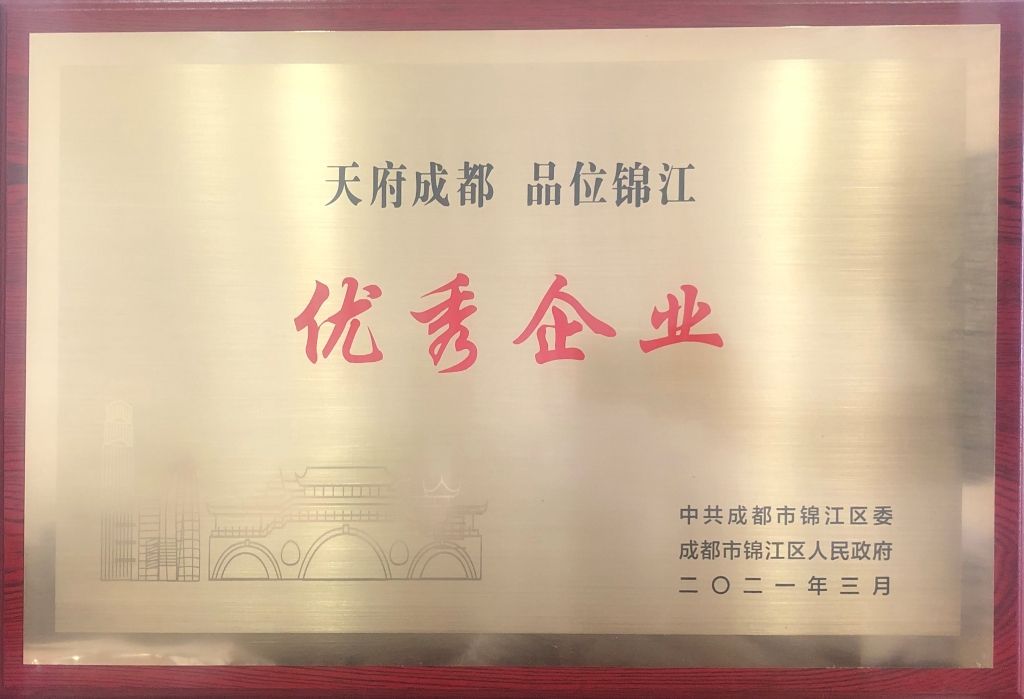 天府成都 品位锦江
优秀企业
中共成都市锦江区委
成都市锦江区人民政府
二〇二一年三月